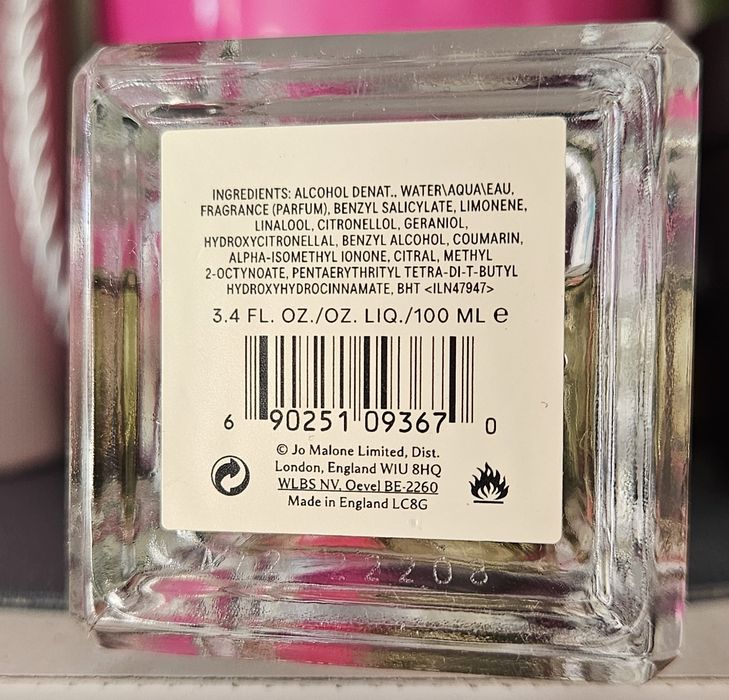 INGREDIENTS: ALCOHOL DENAT., WATER\AQUA\EAU,
FRAGRANCE (PARFUM), BENZYL SALICYLATE, LIMONENE,
LINALOOL, CITRONELLOL, GERANIOL,
HYDROXYCITRONELLAL, BENZYL ALCOHOL, COUMARIN,
ALPHA-ISOMETHYL IONONE, CITRAL, METHYL
2-OCTYNOATE, PENTAERYTHRITYL TETRA-DI-T-BUTYL
HYDROXYHYDROCINNAMATE, BHT <ILN47947>
3.4 FL. OZ./OZ. LIQ./100 ML ℮
6 90251 09367 0
© Jo Malone Limited, Dist.
London, England W1U 8HQ
WLBS NV, Oevel BE-2260
Made in England LC8G